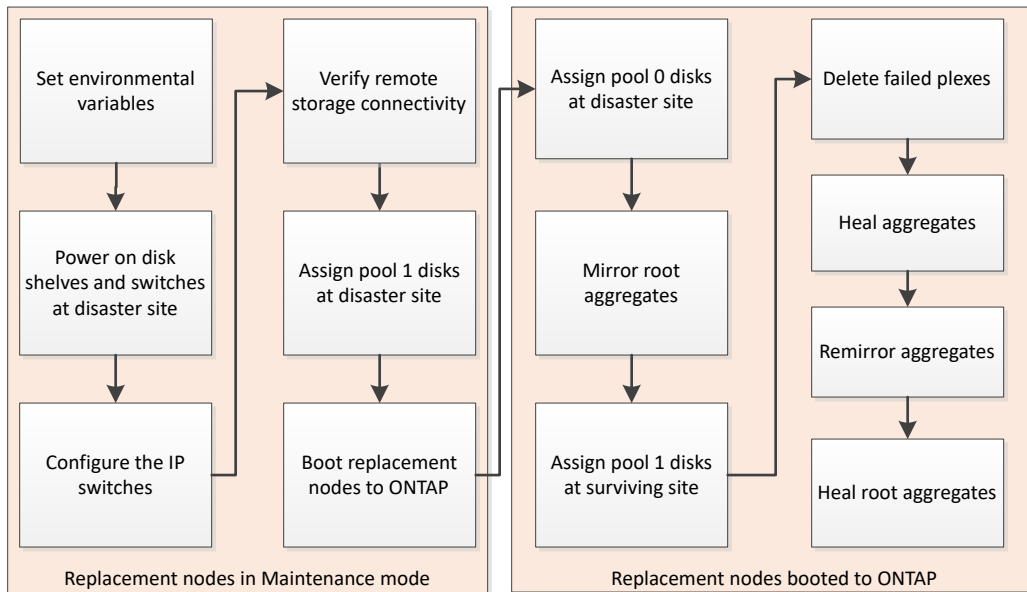 Set environmental
variables
Power on disk
shelves and switches
at disaster site
Configure the IP
switches
Verify remote
storage connectivity
Assign pool 1 disks
at disaster site
Boot replacement
nodes to ONTAP
Replacement nodes in Maintenance mode
Assign pool 0 disks
at disaster site
Mirror root
aggregates
Assign pool 1 disks
at surviving site
Delete failed plexes
Heal aggregates
Remirror aggregates
Heal root aggregates
Replacement nodes booted to ONTAP